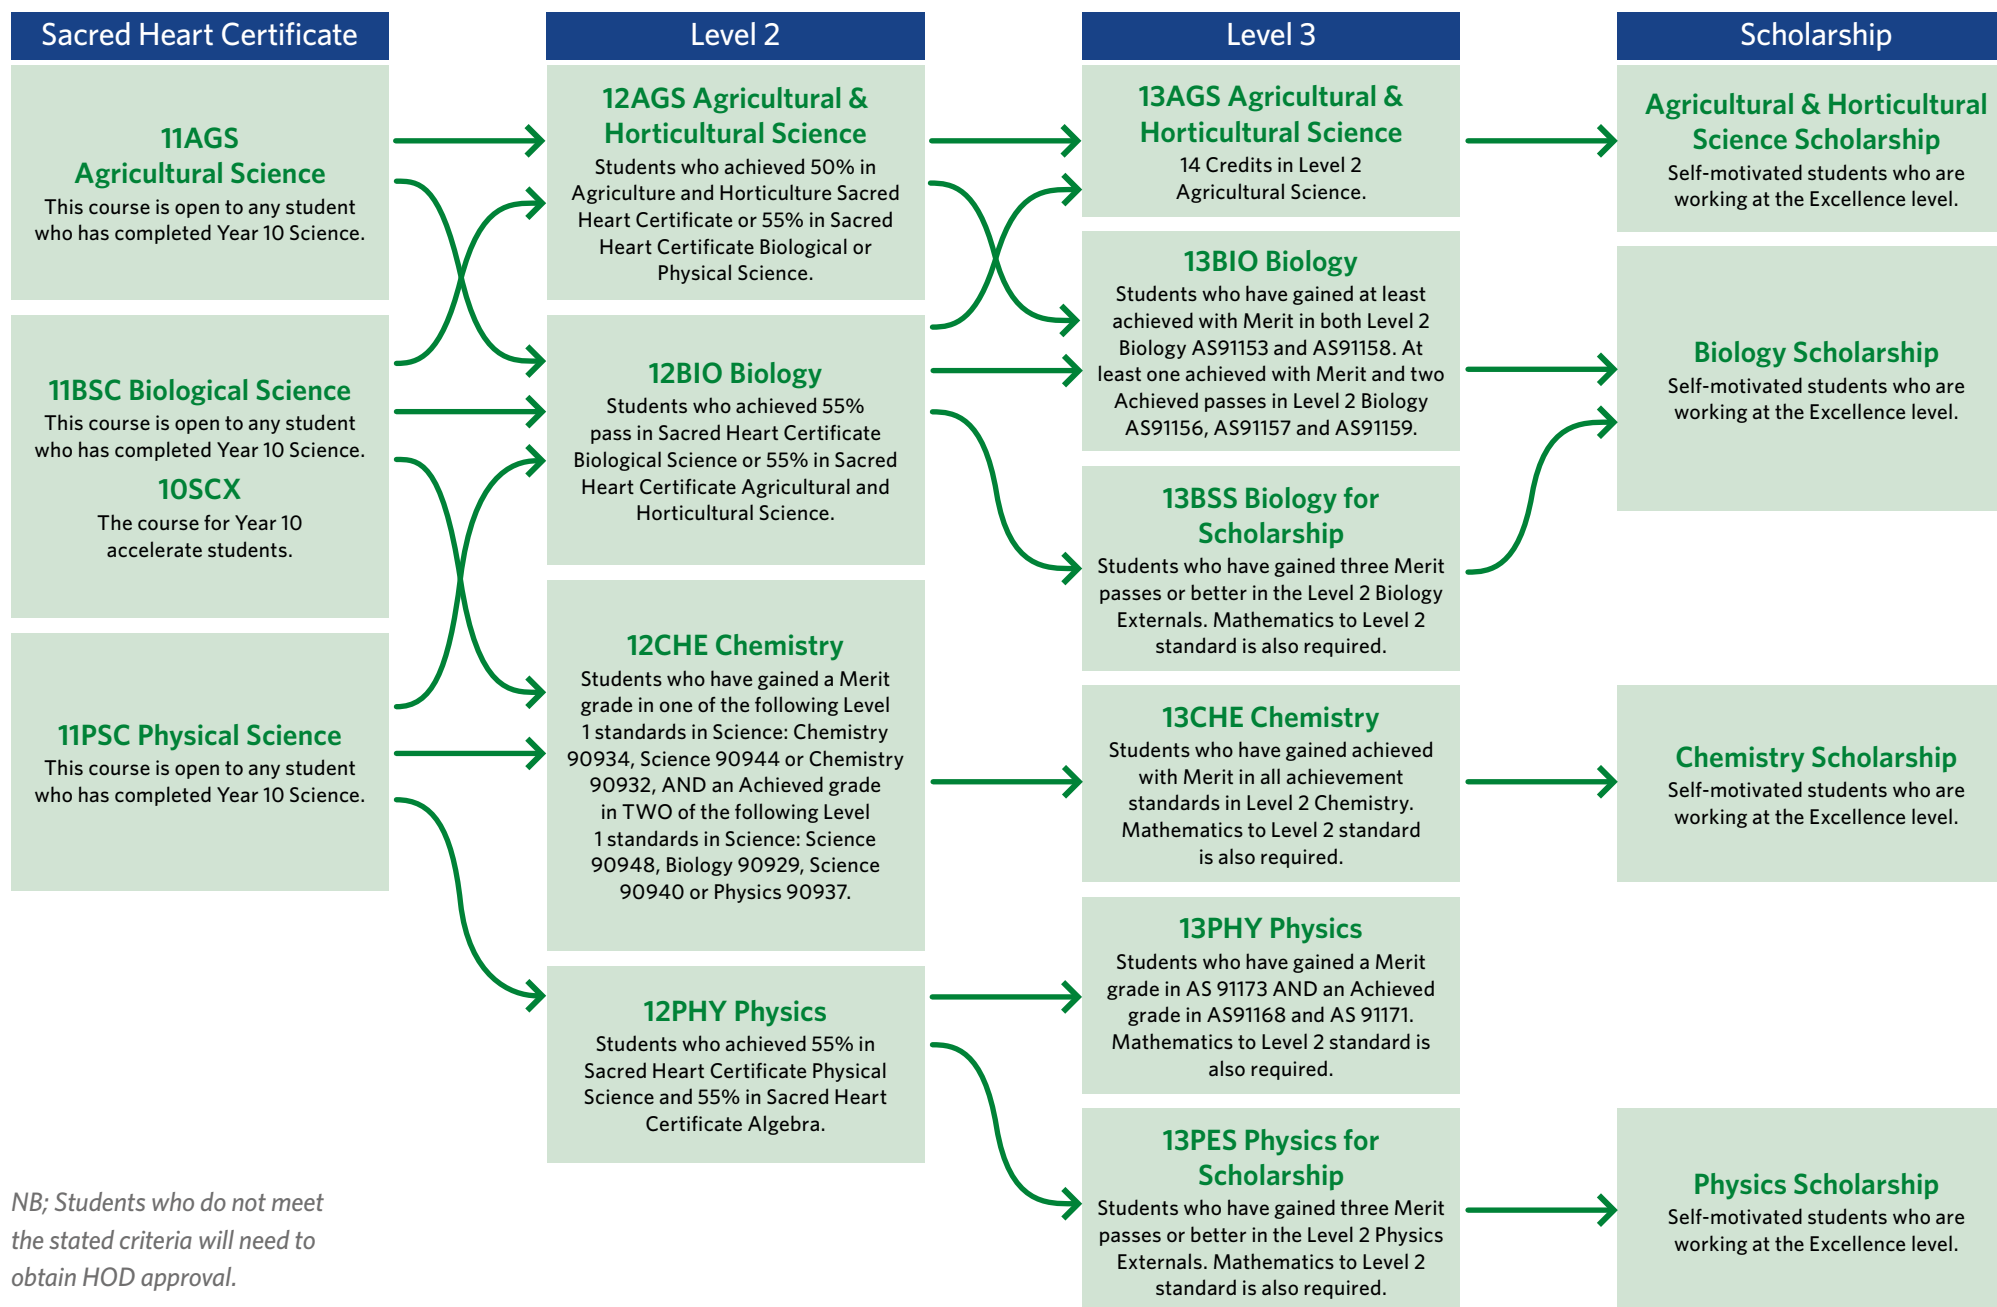 Sacred Heart Certificate
11AGS
Agricultural Science
This course is open to any student
who has completed Year 10 Science.
11BSC Biological Science
This course is open to any student
who has completed Year 10 Science.
10SCX
The course for Year 10
accelerate students.
11PSC Physical Science
This course is open to any student
who has completed Year 10 Science.
NB; Students who do not meet
the stated criteria will need to
obtain HOD approval.
Level 2
12AGS Agricultural &
Horticultural Science
Students who achieved 50% in
Agriculture and Horticulture Sacred
Heart Certificate or 55% in Sacred
Heart Certificate Biological or
Physical Science.
12BIO Biology
Students who achieved 55%
pass in Sacred Heart Certificate
Biological Science or 55% in Sacred
Heart Certificate Agricultural and
Horticultural Science.
12CHE Chemistry
Students who have gained a Merit
grade in one of the following Level
1 standards in Science: Chemistry
90934, Science 90944 or Chemistry
90932, AND an Achieved grade
in TWO of the following Level
1 standards in Science: Science
90948, Biology 90929, Science
90940 or Physics 90937.
12PHY Physics
Students who achieved 55% in
Sacred Heart Certificate Physical
Science and 55% in Sacred Heart
Certificate Algebra.
Level 3
13AGS Agricultural &
Horticultural Science
14 Credits in Level 2
Agricultural Science.
13BIO Biology
Students who have gained at least
achieved with Merit in both Level 2
Biology AS91153 and AS91158. At
least one achieved with Merit and two
Achieved passes in Level 2 Biology
AS91156, AS91157 and AS91159.
13BSS Biology for
Scholarship
Students who have gained three Merit
passes or better in the Level 2 Biology
Externals. Mathematics to Level 2
standard is also required.
13CHE Chemistry
Students who have gained achieved
with Merit in all achievement
standards in Level 2 Chemistry.
Mathematics to Level 2 standard
is also required.
13PHY Physics
Students who have gained a Merit
grade in AS 91173 AND an Achieved
grade in AS91168 and AS 91171.
Mathematics to Level 2 standard is
also required.
13PES Physics for
Scholarship
Students who have gained three Merit
passes or better in the Level 2 Physics
Externals. Mathematics to Level 2
standard is also required.
Scholarship
Agricultural & Horticultural
Science Scholarship
Self-motivated students who are
working at the Excellence level.
Biology Scholarship
Self-motivated students who are
working at the Excellence level.
Chemistry Scholarship
Self-motivated students who are
working at the Excellence level.
Physics Scholarship
Self-motivated students who are
working at the Excellence level.